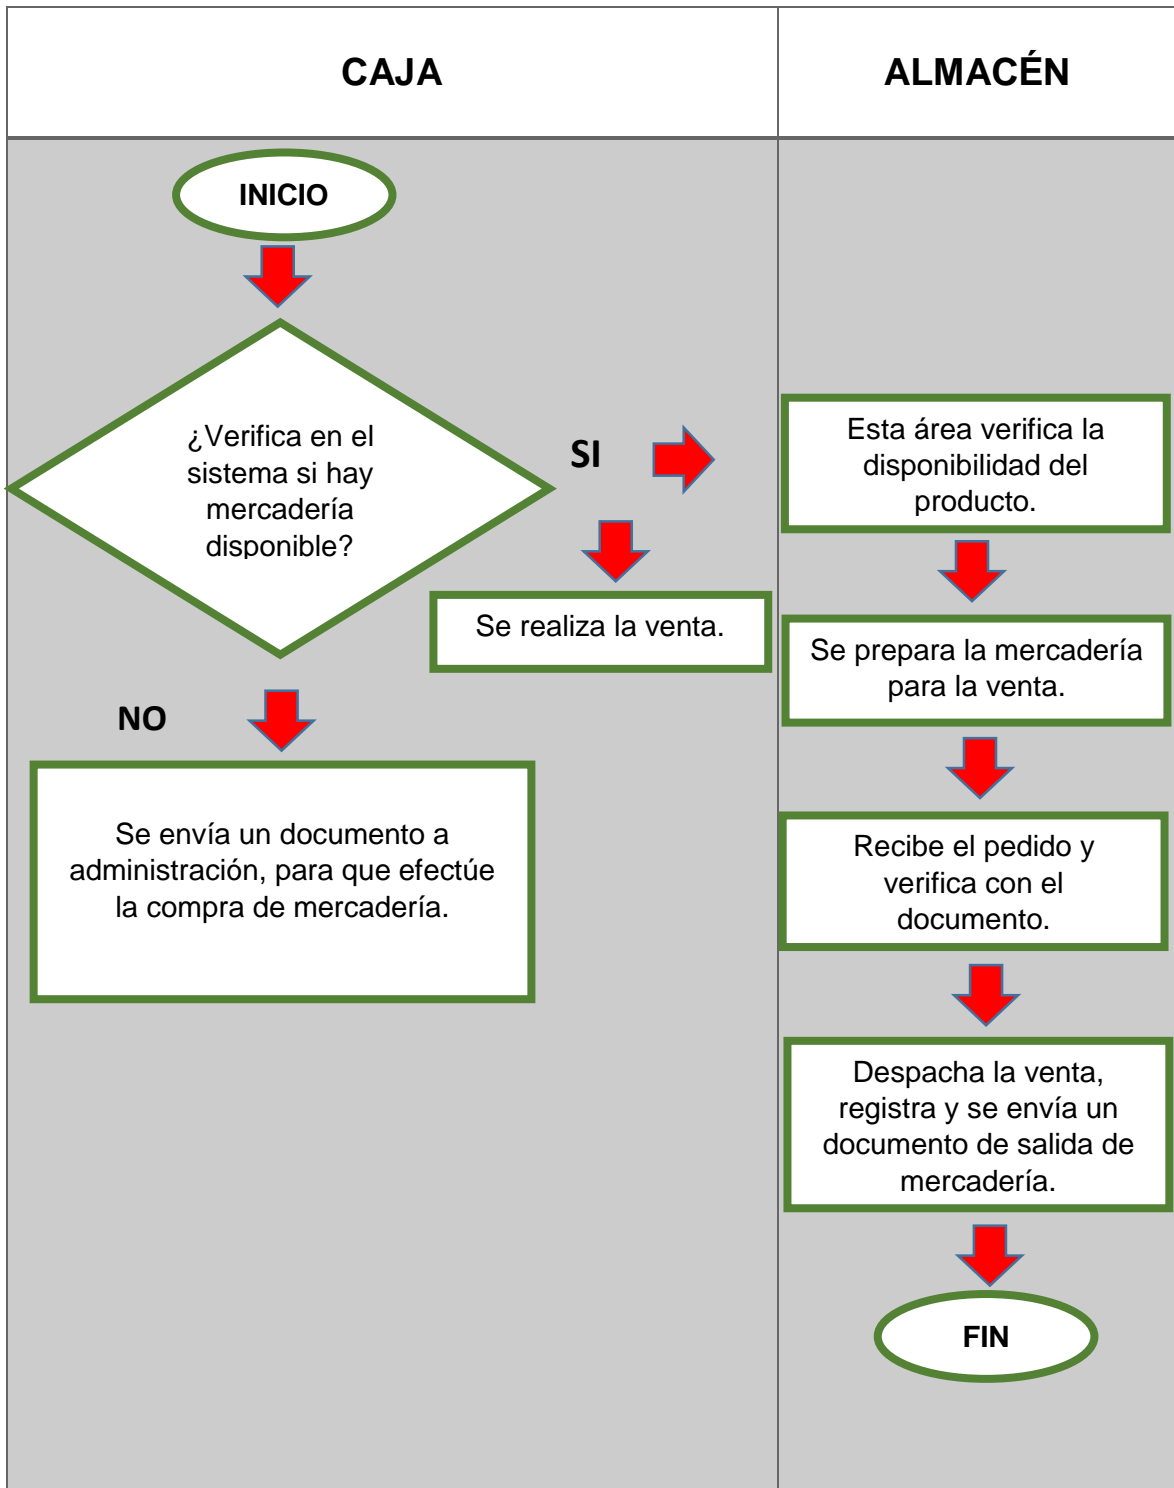 CAJA
ALMACÉN
INICIO
¿Verifica en el
sistema si hay
mercadería
disponible?
SI
Se realiza la venta.
NO
Se envía un documento a
administración, para que efectúe
la compra de mercadería.
Esta área verifica la
disponibilidad del
producto.
Se prepara la mercadería
para la venta.
Recibe el pedido y
verifica con el
documento.
Despacha la venta,
registra y se envía un
documento de salida de
mercadería.
FIN